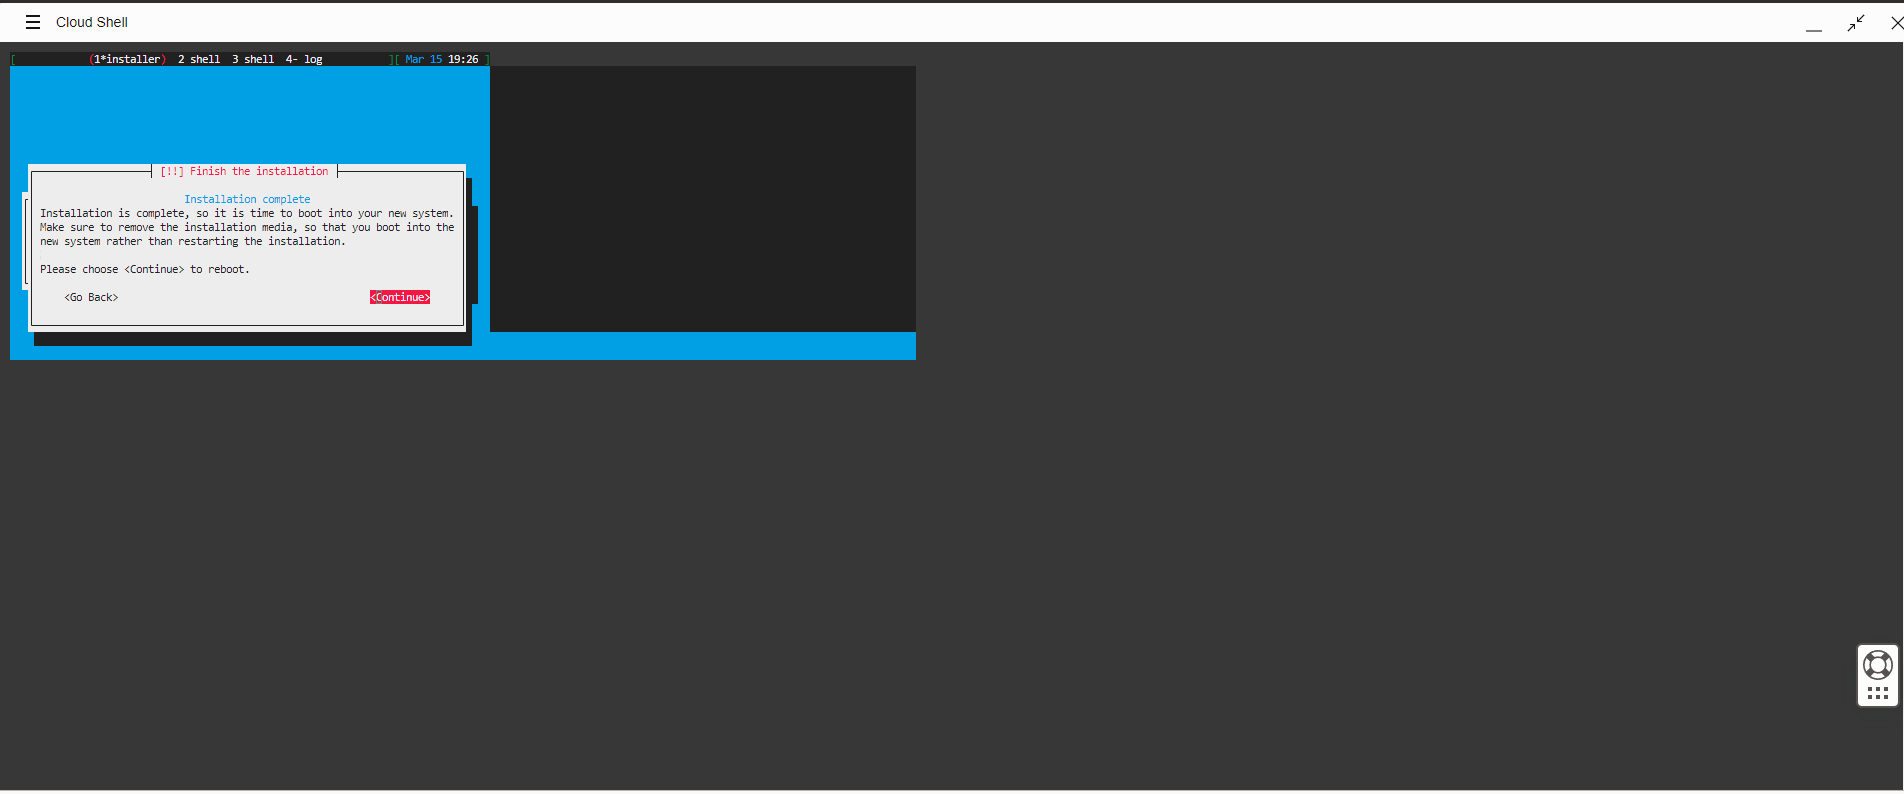 Cloud Shell
[ (1*installer) 2 shell 3 shell 4- log ][ Mar 15 19:26 ]
[!!] Finish the installation
Installation complete
Installation is complete, so it is time to boot into your new system.
Make sure to remove the installation media, so that you boot into the
new system rather than restarting the installation.
Please choose <Continue> to reboot.
<Go Back> <Continue>